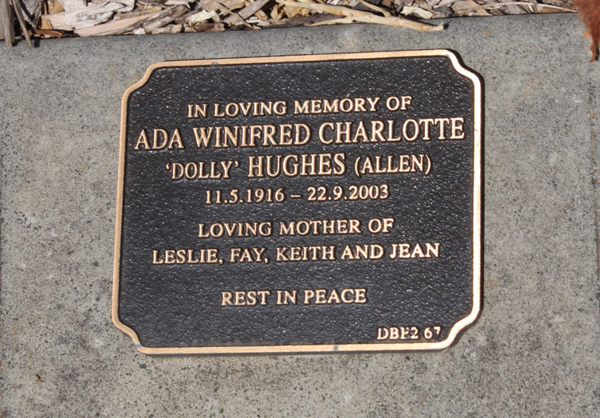 IN LOVING MEMORY OF
ADA WINIFRED CHARLOTTE
'DOLLY' HUGHES (ALLEN)
11.5.1916 – 22.9.2003
LOVING MOTHER OF
LESLIE, FAY, KEITH AND JEAN
REST IN PEACE
DBF2 67